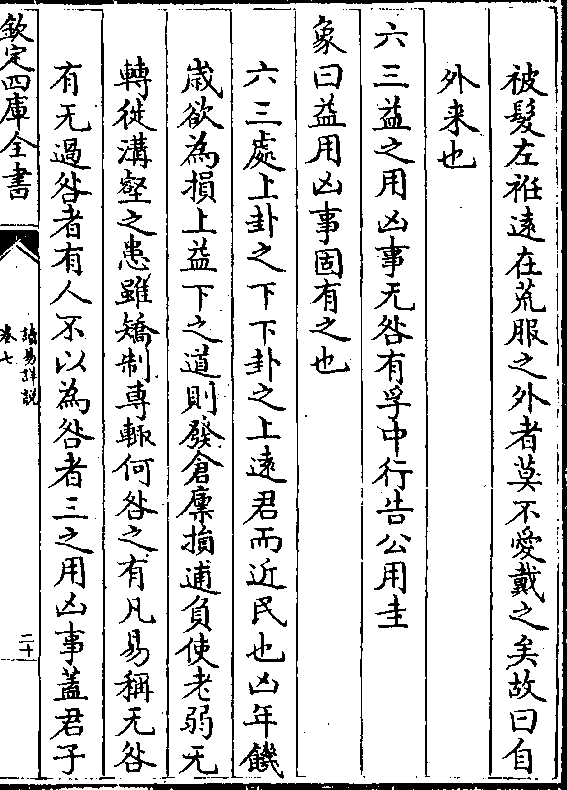 被髮左袵遠在荒服之外者莫不愛戴之矣故曰自
外来也
六三益之用凶事无咎有孚中行告公用圭
象曰益用凶事固有之也
六三處上卦之下下卦之上遠君而近民也凶年饑
歲欲為損上益下之道則發倉廩損逋負使老弱无
轉徙溝壑之患雖矯制專輒何咎之有凡易稱无咎
有无過咎者有人不以為咎者三之用凶事蓋君子
欽定四庫全書
讀易詳說
卷七
二十